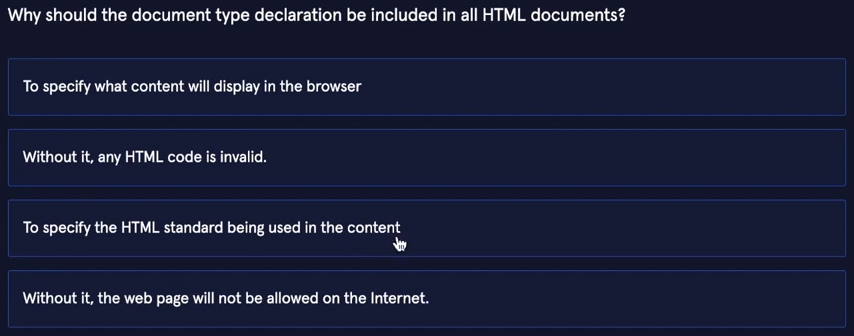 Why should the document type declaration be included in all HTML documents?
To specify what content will display in the browser
Without it, any HTML code is invalid.
To specify the HTML standard being used in the content
Without it, the web page will not be allowed on the Internet.